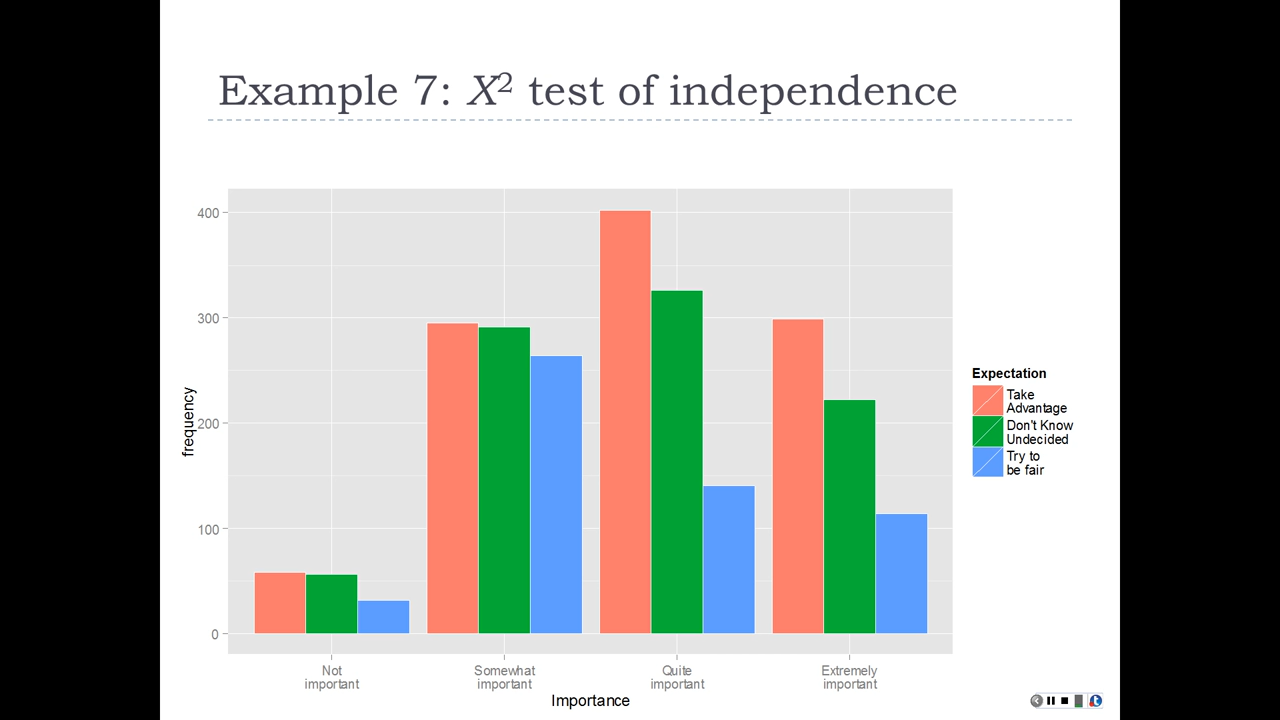 Example 7: X² test of independence
400
300
200
100
0
frequency
Not
important
Somewhat
important
Quite
important
Extremely
important
Importance
Expectation
Take
Advantage
Don't Know
Undecided
Try to
be fair
t